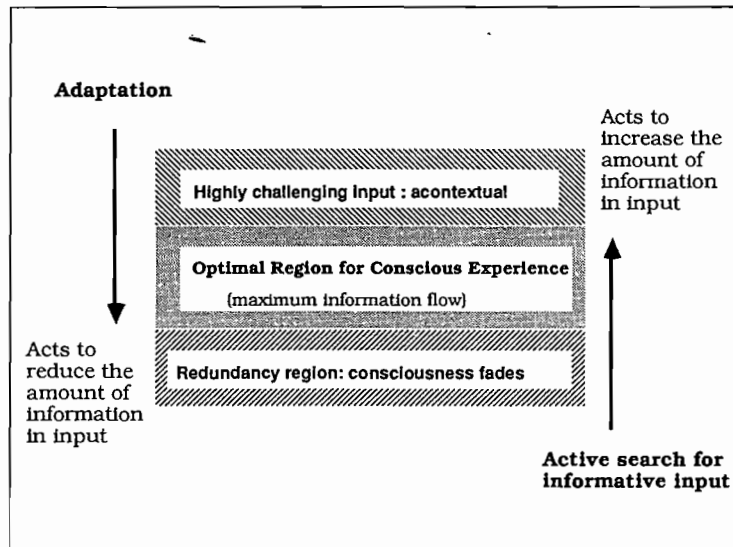 Adaptation
Acts to
increase the
amount of
information
in input
Highly challenging input : acontextual
Optimal Region for Conscious Experience
(maximum information flow)
Acts to
reduce the
amount of
information
in input
Redundancy region: consciousness fades
Active search for
informative input